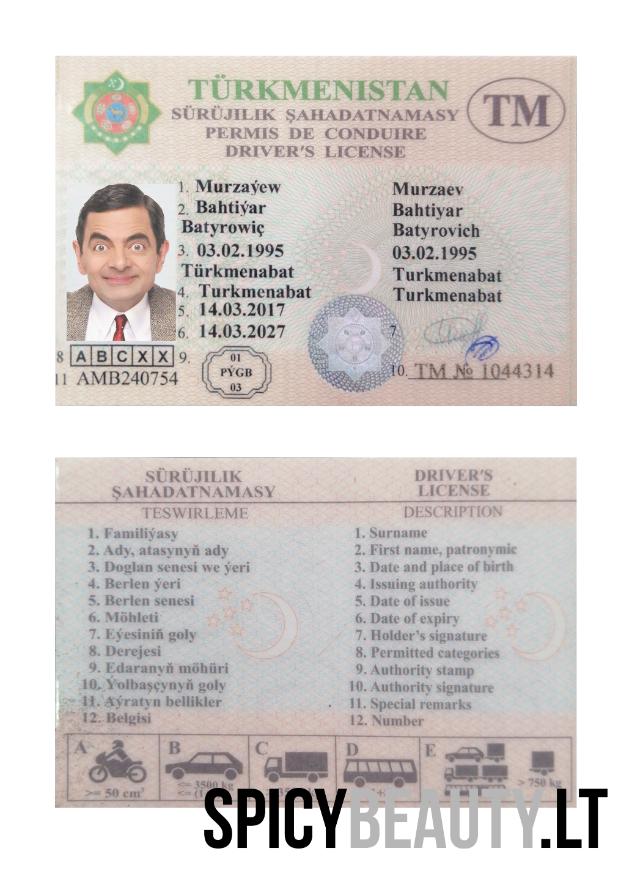 TÜRKMENISTAN
SÜRÜJILIK ŞAHADATNAMASY
PERMIS DE CONDUIRE
DRIVER'S LICENSE
TM
1. Murzaýew Murzaev
2. Bahtiýar Bahtiyar
Batyrowiç Batyrovich
3. 03.02.1995 03.02.1995
Türkmenabat Turkmenabat
4. Turkmenabat Turkmenabat
5. 14.03.2017
6. 14.03.2027 7.
8 A B C X X 9. 01
PÝGB
03
11 AMB240754 10. TM № 1044314
SÜRÜJILIK
ŞAHADATNAMASY
DRIVER'S
LICENSE
TESWIRLEME
DESCRIPTION
1. Familiýasy
2. Ady, atasynyň ady
3. Doglan senesi we ýeri
4. Berlen ýeri
5. Berlen senesi
6. Möhleti
7. Eýesiniň goly
8. Derejesi
9. Edaranyň möhüri
10. Ýolbaşçynyň goly
11. Aýratyn bellikler
12. Belgisi
1. Surname
2. First name, patronymic
3. Date and place of birth
4. Issuing authority
5. Date of issue
6. Date of expiry
7. Holder's signature
8. Permitted categories
9. Authority stamp
10. Authority signature
11. Special remarks
12. Number
A B C D E
>= 50 cm³ <= 3500 kg > 750 kg
SPICYBEAUTY.LT